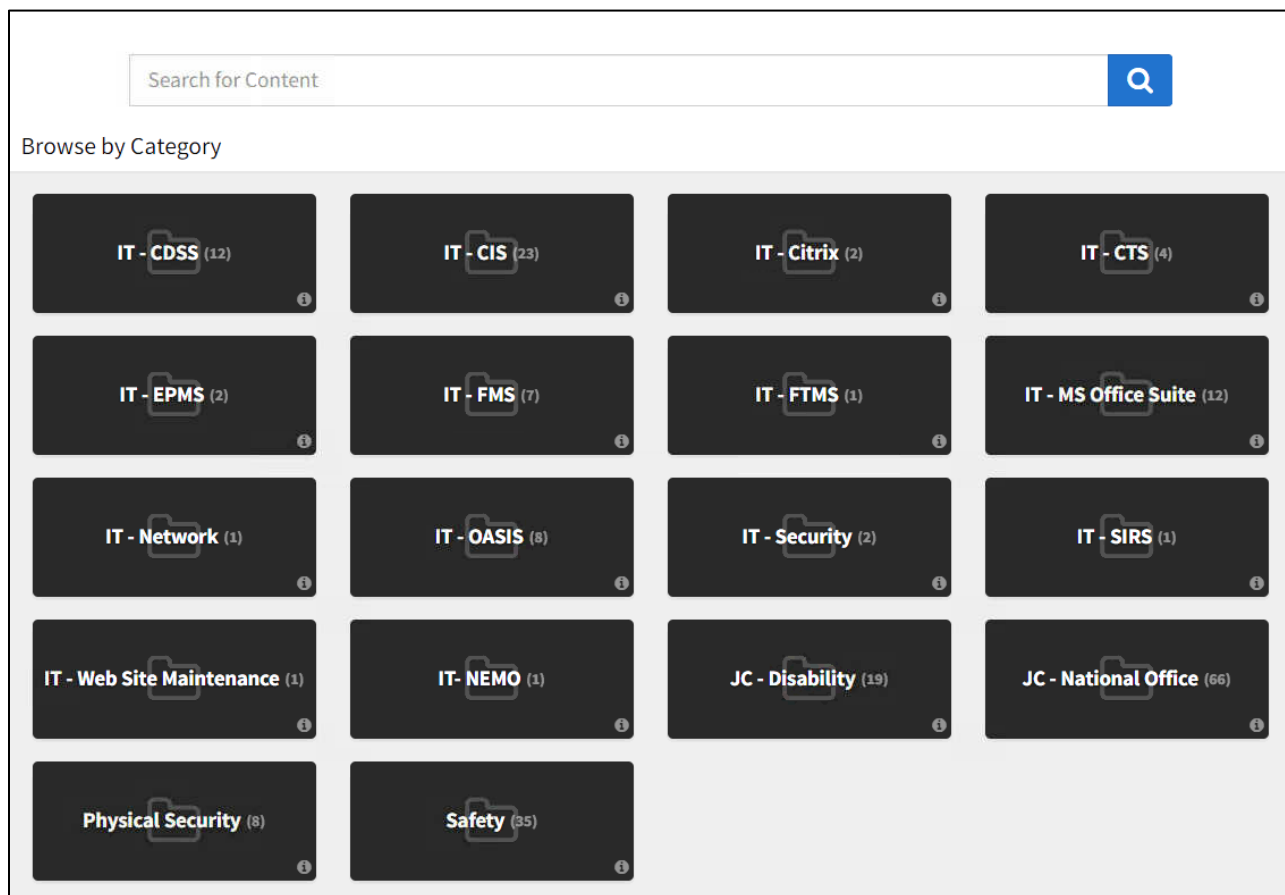 Search for Content
Browse by Category
IT - CDSS (12)
IT - CIS (23)
IT - Citrix (2)
IT - CTS (4)
IT - EPMS (2)
IT - FMS (7)
IT - FTMS (1)
IT - MS Office Suite (12)
IT - Network (1)
IT - OASIS (8)
IT - Security (2)
IT - SIRS (1)
IT - Web Site Maintenance (1)
IT- NEMO (1)
JC - Disability (19)
JC - National Office (66)
Physical Security (8)
Safety (35)